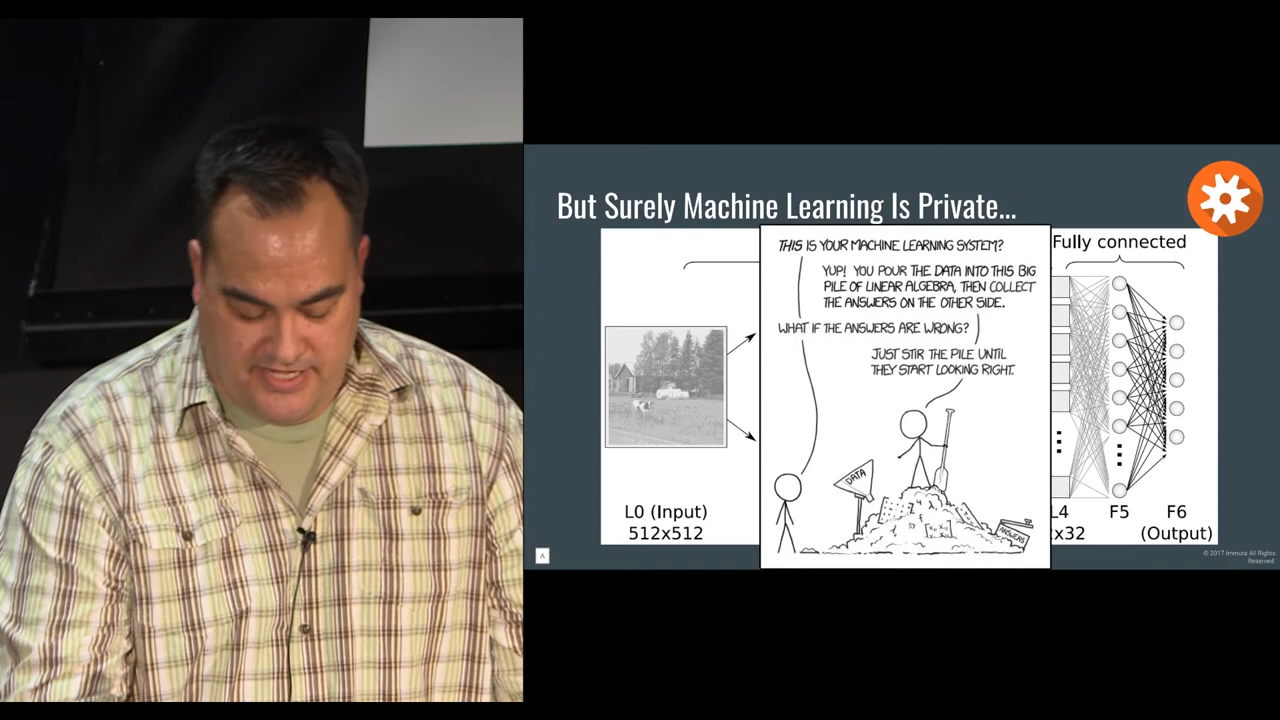 But Surely Machine Learning Is Private...
THIS IS YOUR MACHINE LEARNING SYSTEM?
YUP! YOU POUR THE DATA INTO THIS BIG
PILE OF LINEAR ALGEBRA, THEN COLLECT
THE ANSWERS ON THE OTHER SIDE.
WHAT IF THE ANSWERS ARE WRONG?
JUST STIR THE PILE UNTIL
THEY START LOOKING RIGHT.
DATA
ANSWERS
Fully connected
L0 (Input)
512x512
L4
x32
F5
F6
(Output)
A
© 2017 Immuta All Rights
Reserved.